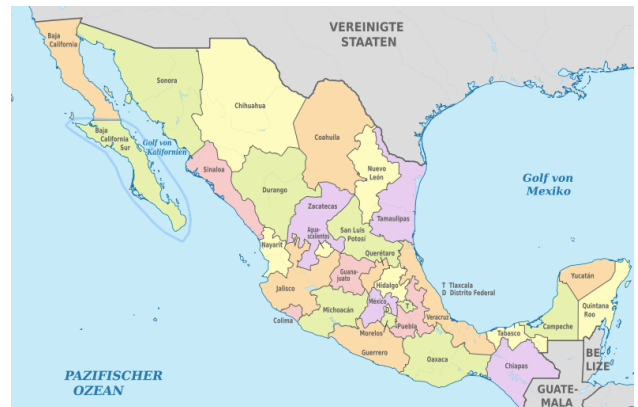 VEREINIGTE
STAATEN
Baja
California
Sonora
Chihuahua
Coahuila
Baja
California
Sur
Golf von
Kalifornien
Sinaloa
Durango
Nuevo
León
Golf von
Mexiko
Zacatecas
Tamaulipas
Agua-
scalientes
San Luis
Potosí
Nayarit
Querétaro
Guana-
juato
Hidalgo
Jalisco
T Tlaxcala
D Distrito Federal
México
D
T
Michoacán
Colima
Morelos
Puebla
Veracruz
Guerrero
Oaxaca
Tabasco
Chiapas
Campeche
Yucatán
Quintana
Roo
BE
LIZE
GUATE-
MALA
PAZIFISCHER
OZEAN